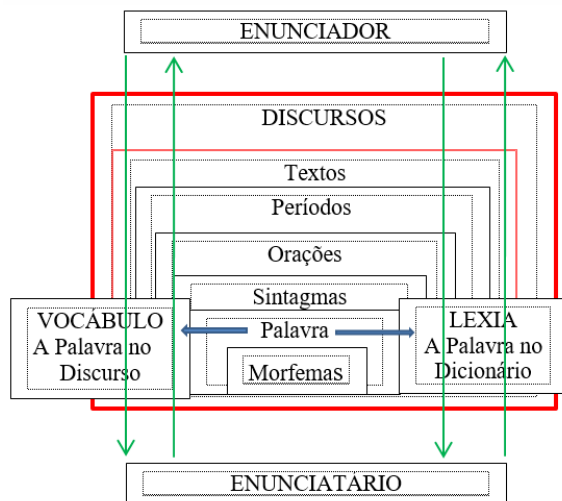 ENUNCIADOR
DISCURSOS
Textos
Períodos
Orações
Sintagmas
VOCÁBULO
A Palavra no
Discurso
Palavra
LEXIA
A Palavra no
Dicionário
Morfemas
ENUNCIATÁRIO